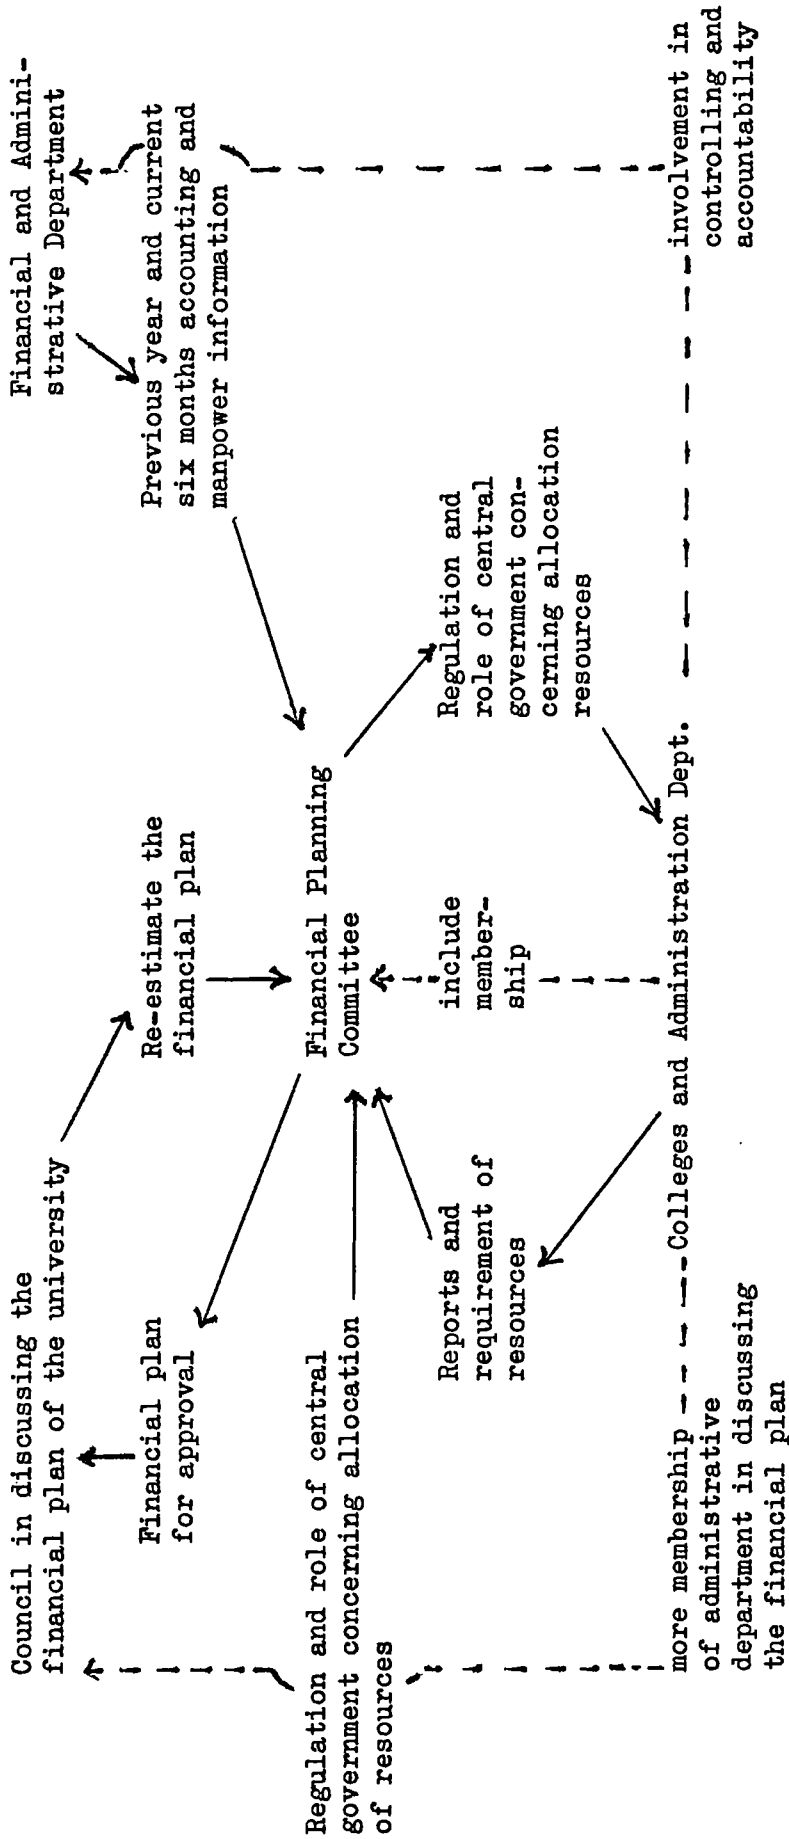 Council in discussing the
financial plan of the university
Financial and Admini-
strative Department
Financial plan
for approval
Re-estimate the
financial plan
Previous year and current
six months accounting and
manpower information
Regulation and role of central
government concerning allocation
of resources
Financial Planning
Committee
Reports and
requirement of
resources
include
member-
ship
Regulation and
role of central
government con-
cerning allocation
resources
more membership
of administrative
department in discussing
the financial plan
Colleges and Administration Dept.
involvement in
controlling and
accountability